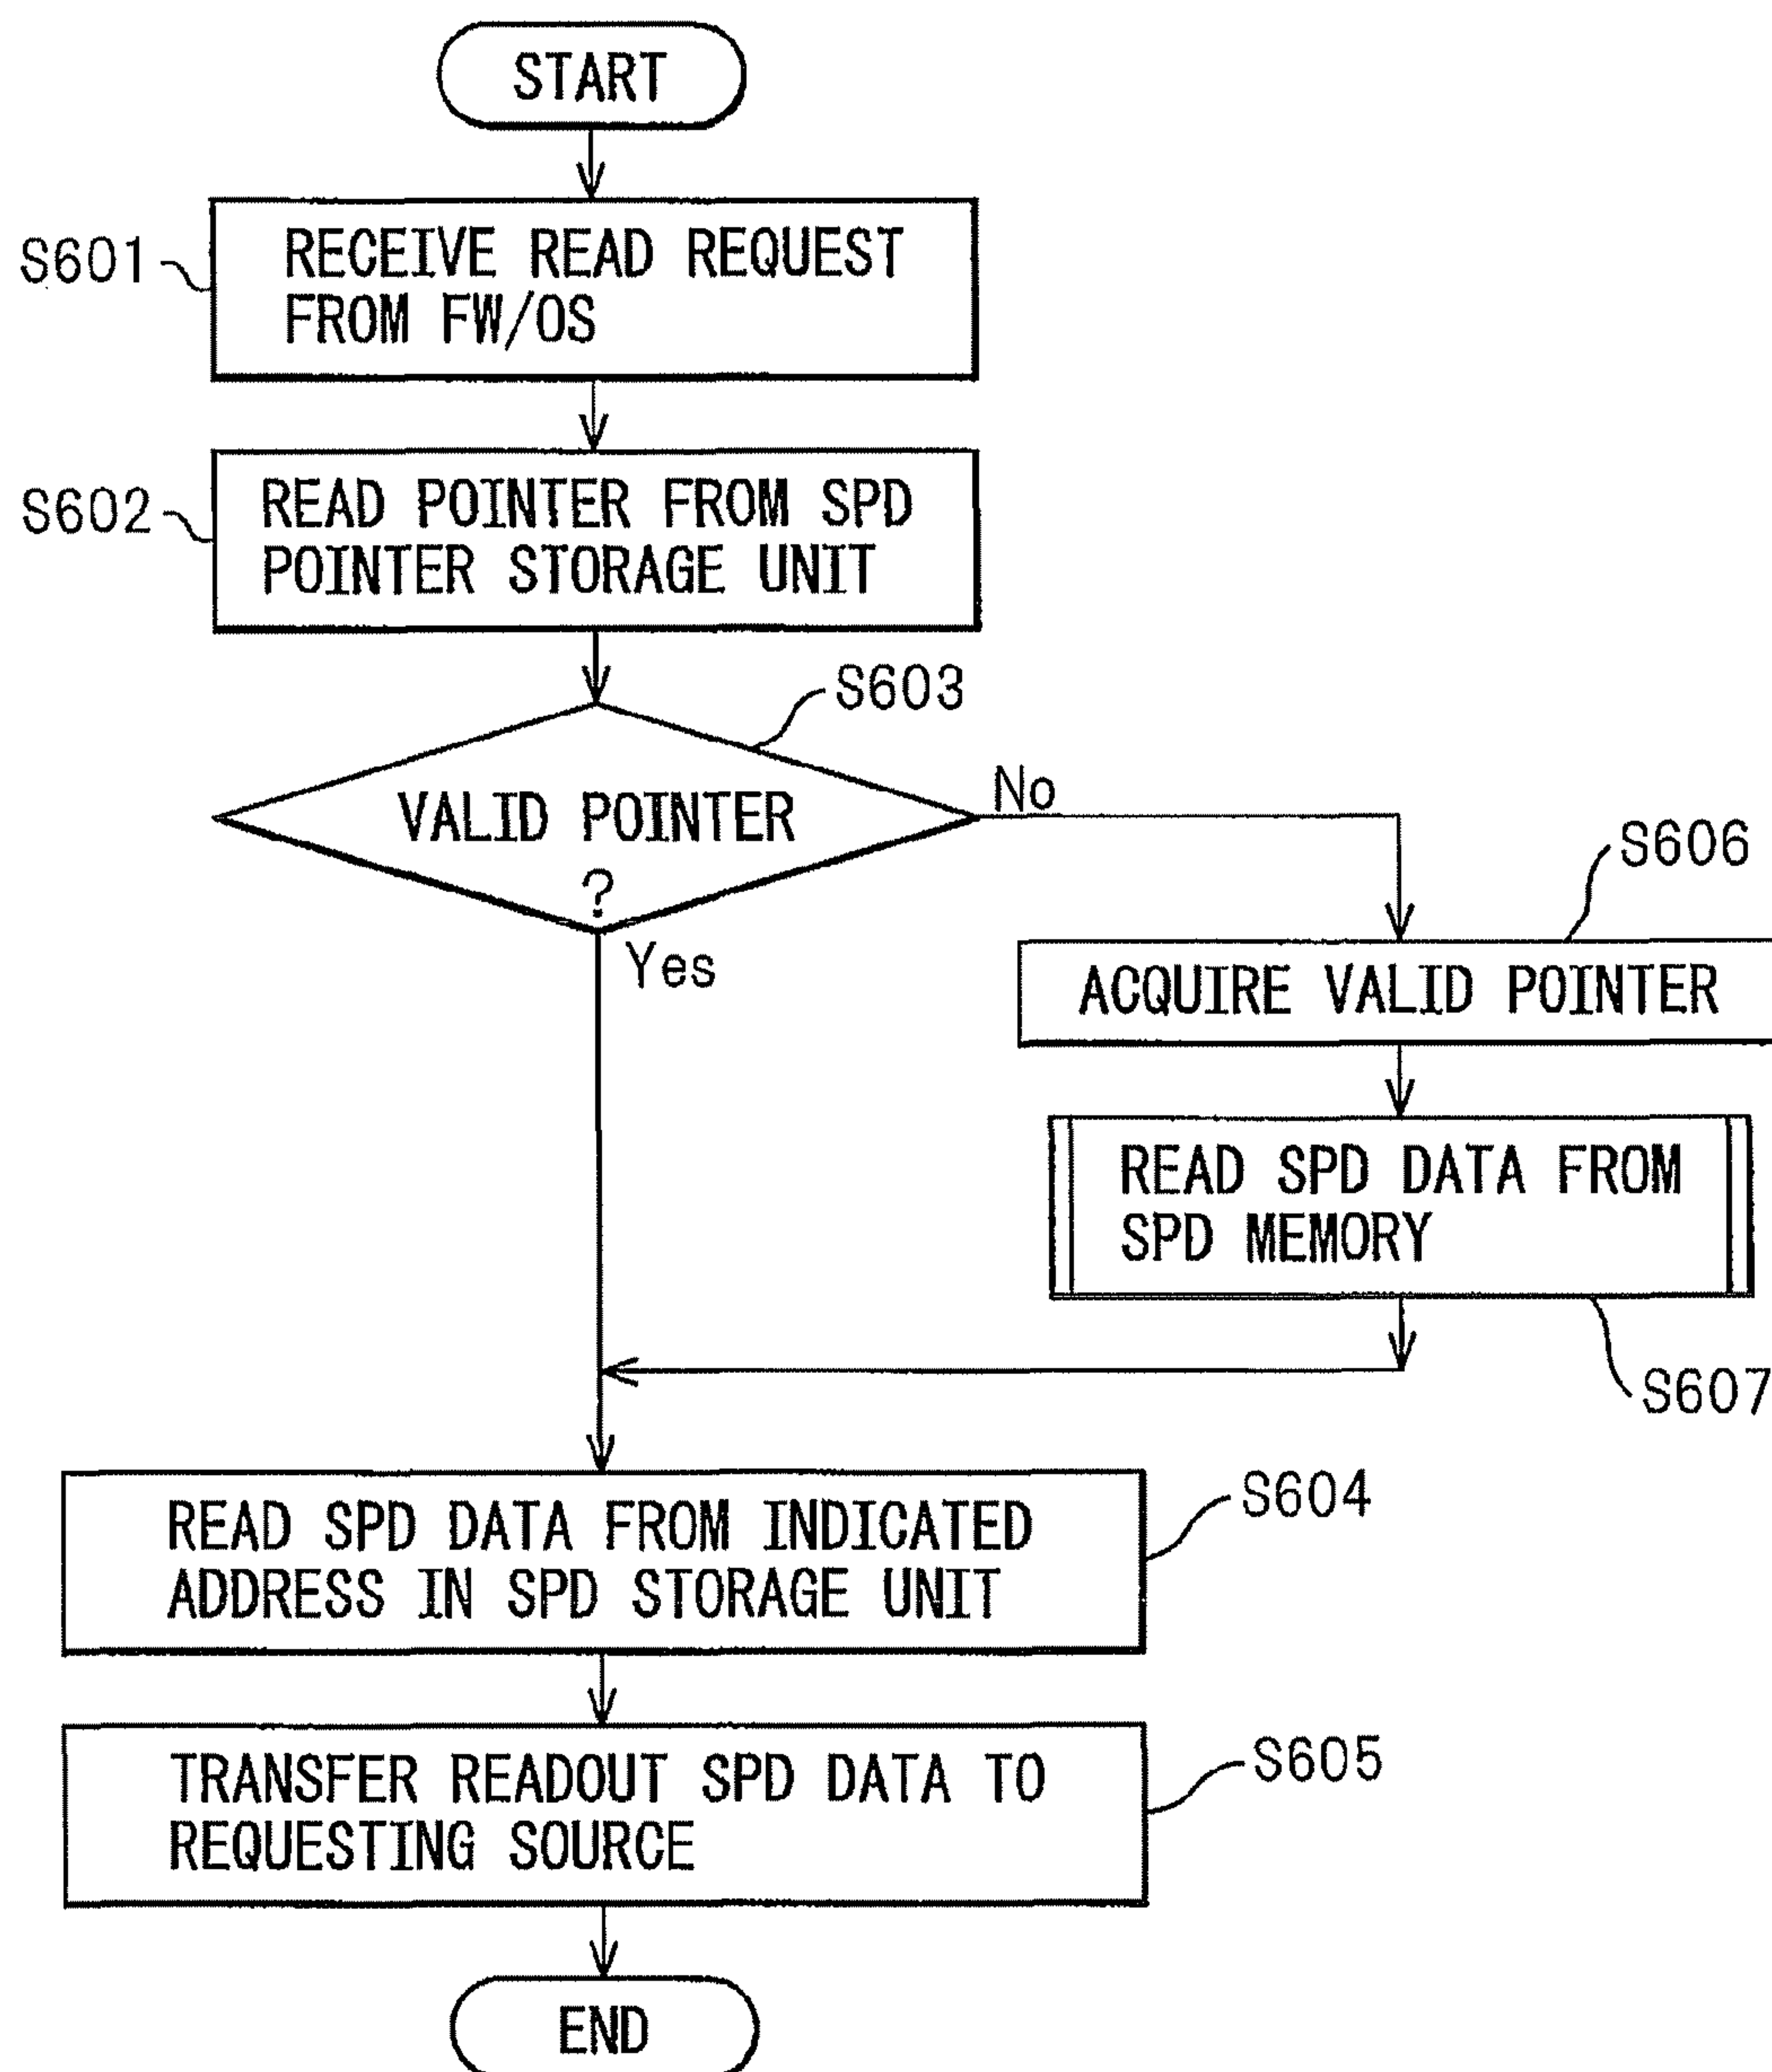 START
S601
RECEIVE READ REQUEST
FROM FW/OS
S602
READ POINTER FROM SPD
POINTER STORAGE UNIT
S603
VALID POINTER
?
No
Yes
S606
ACQUIRE VALID POINTER
READ SPD DATA FROM
SPD MEMORY
S607
READ SPD DATA FROM INDICATED
ADDRESS IN SPD STORAGE UNIT
S604
TRANSFER READOUT SPD DATA TO
REQUESTING SOURCE
S605
END